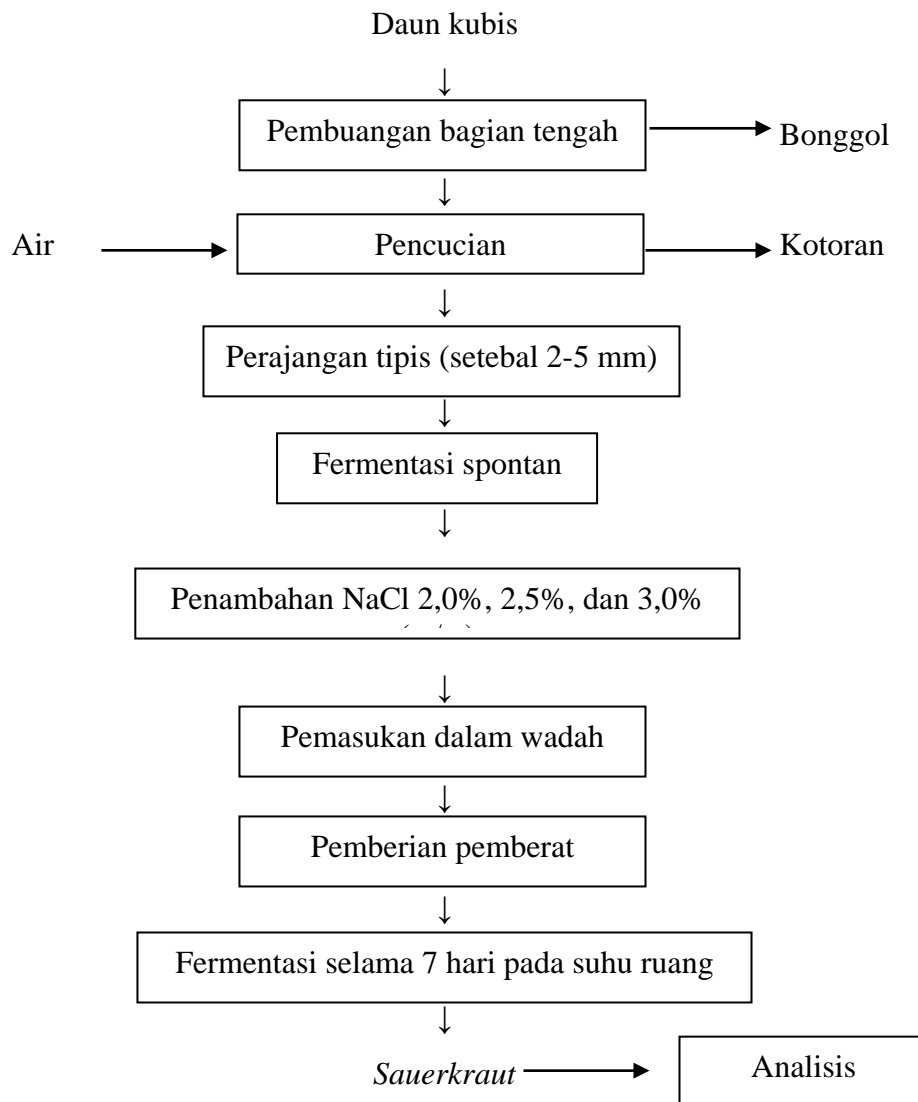 Daun kubis
↓
Pembuangan bagian tengah
Bonggol
↓
Air
Pencucian
Kotoran
↓
Perajangan tipis (setebal 2-5 mm)
↓
Fermentasi spontan
↓
Penambahan NaCl 2,0%, 2,5%, dan 3,0%
↓
Pemasukan dalam wadah
↓
Pemberian pemberat
↓
Fermentasi selama 7 hari pada suhu ruang
↓
Sauerkraut
Analisis